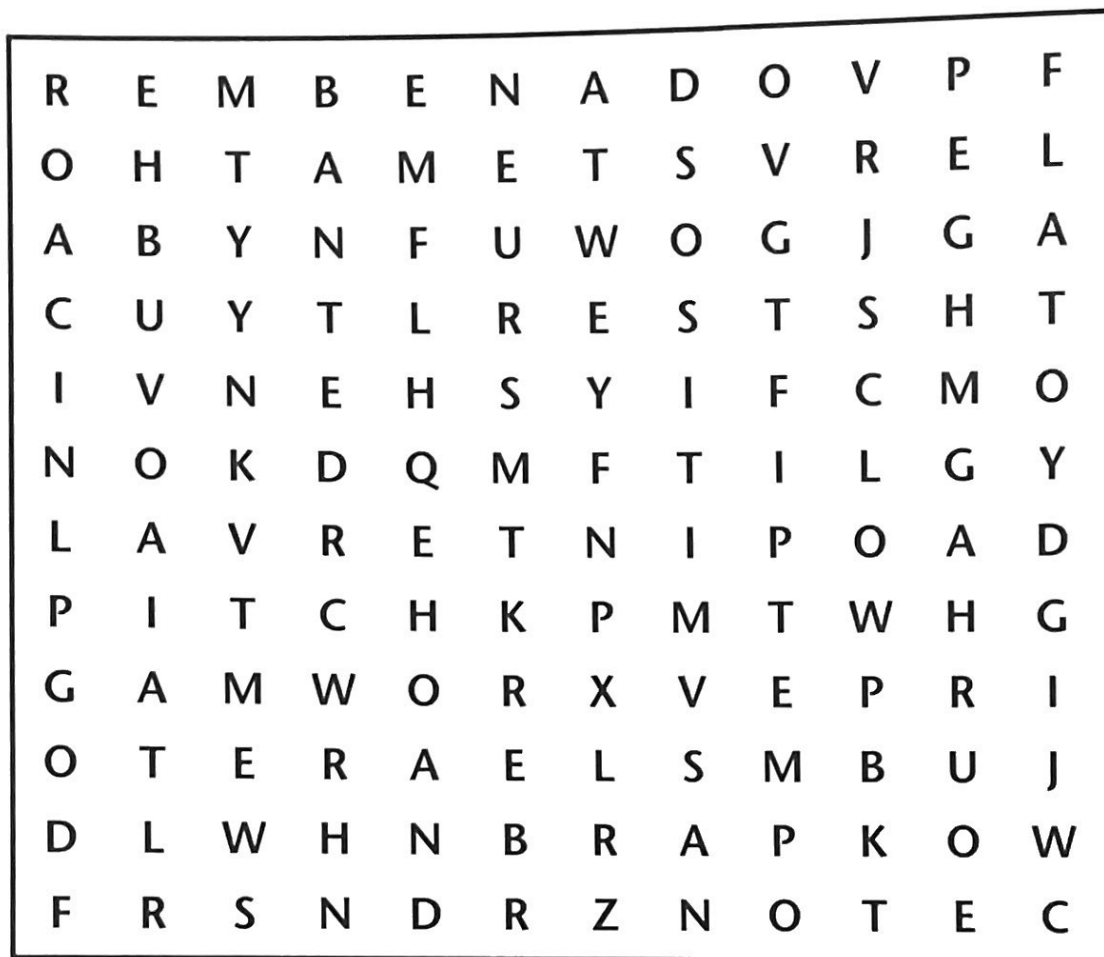 R E M B E N A D O V P F
O H T A M E T S V R E L
A B Y N F U W O G J G A
C U Y T L R E S T S H T
I V N E H S Y I F C M O
N O K D Q M F T I L G Y
L A V R E T N I P O A D
P I T C H K P M T W H G
G A M W O R X V E P R I
O T E R A E L S M B U J
D L W H N B R A P K O W
F R S N D R Z N O T E C